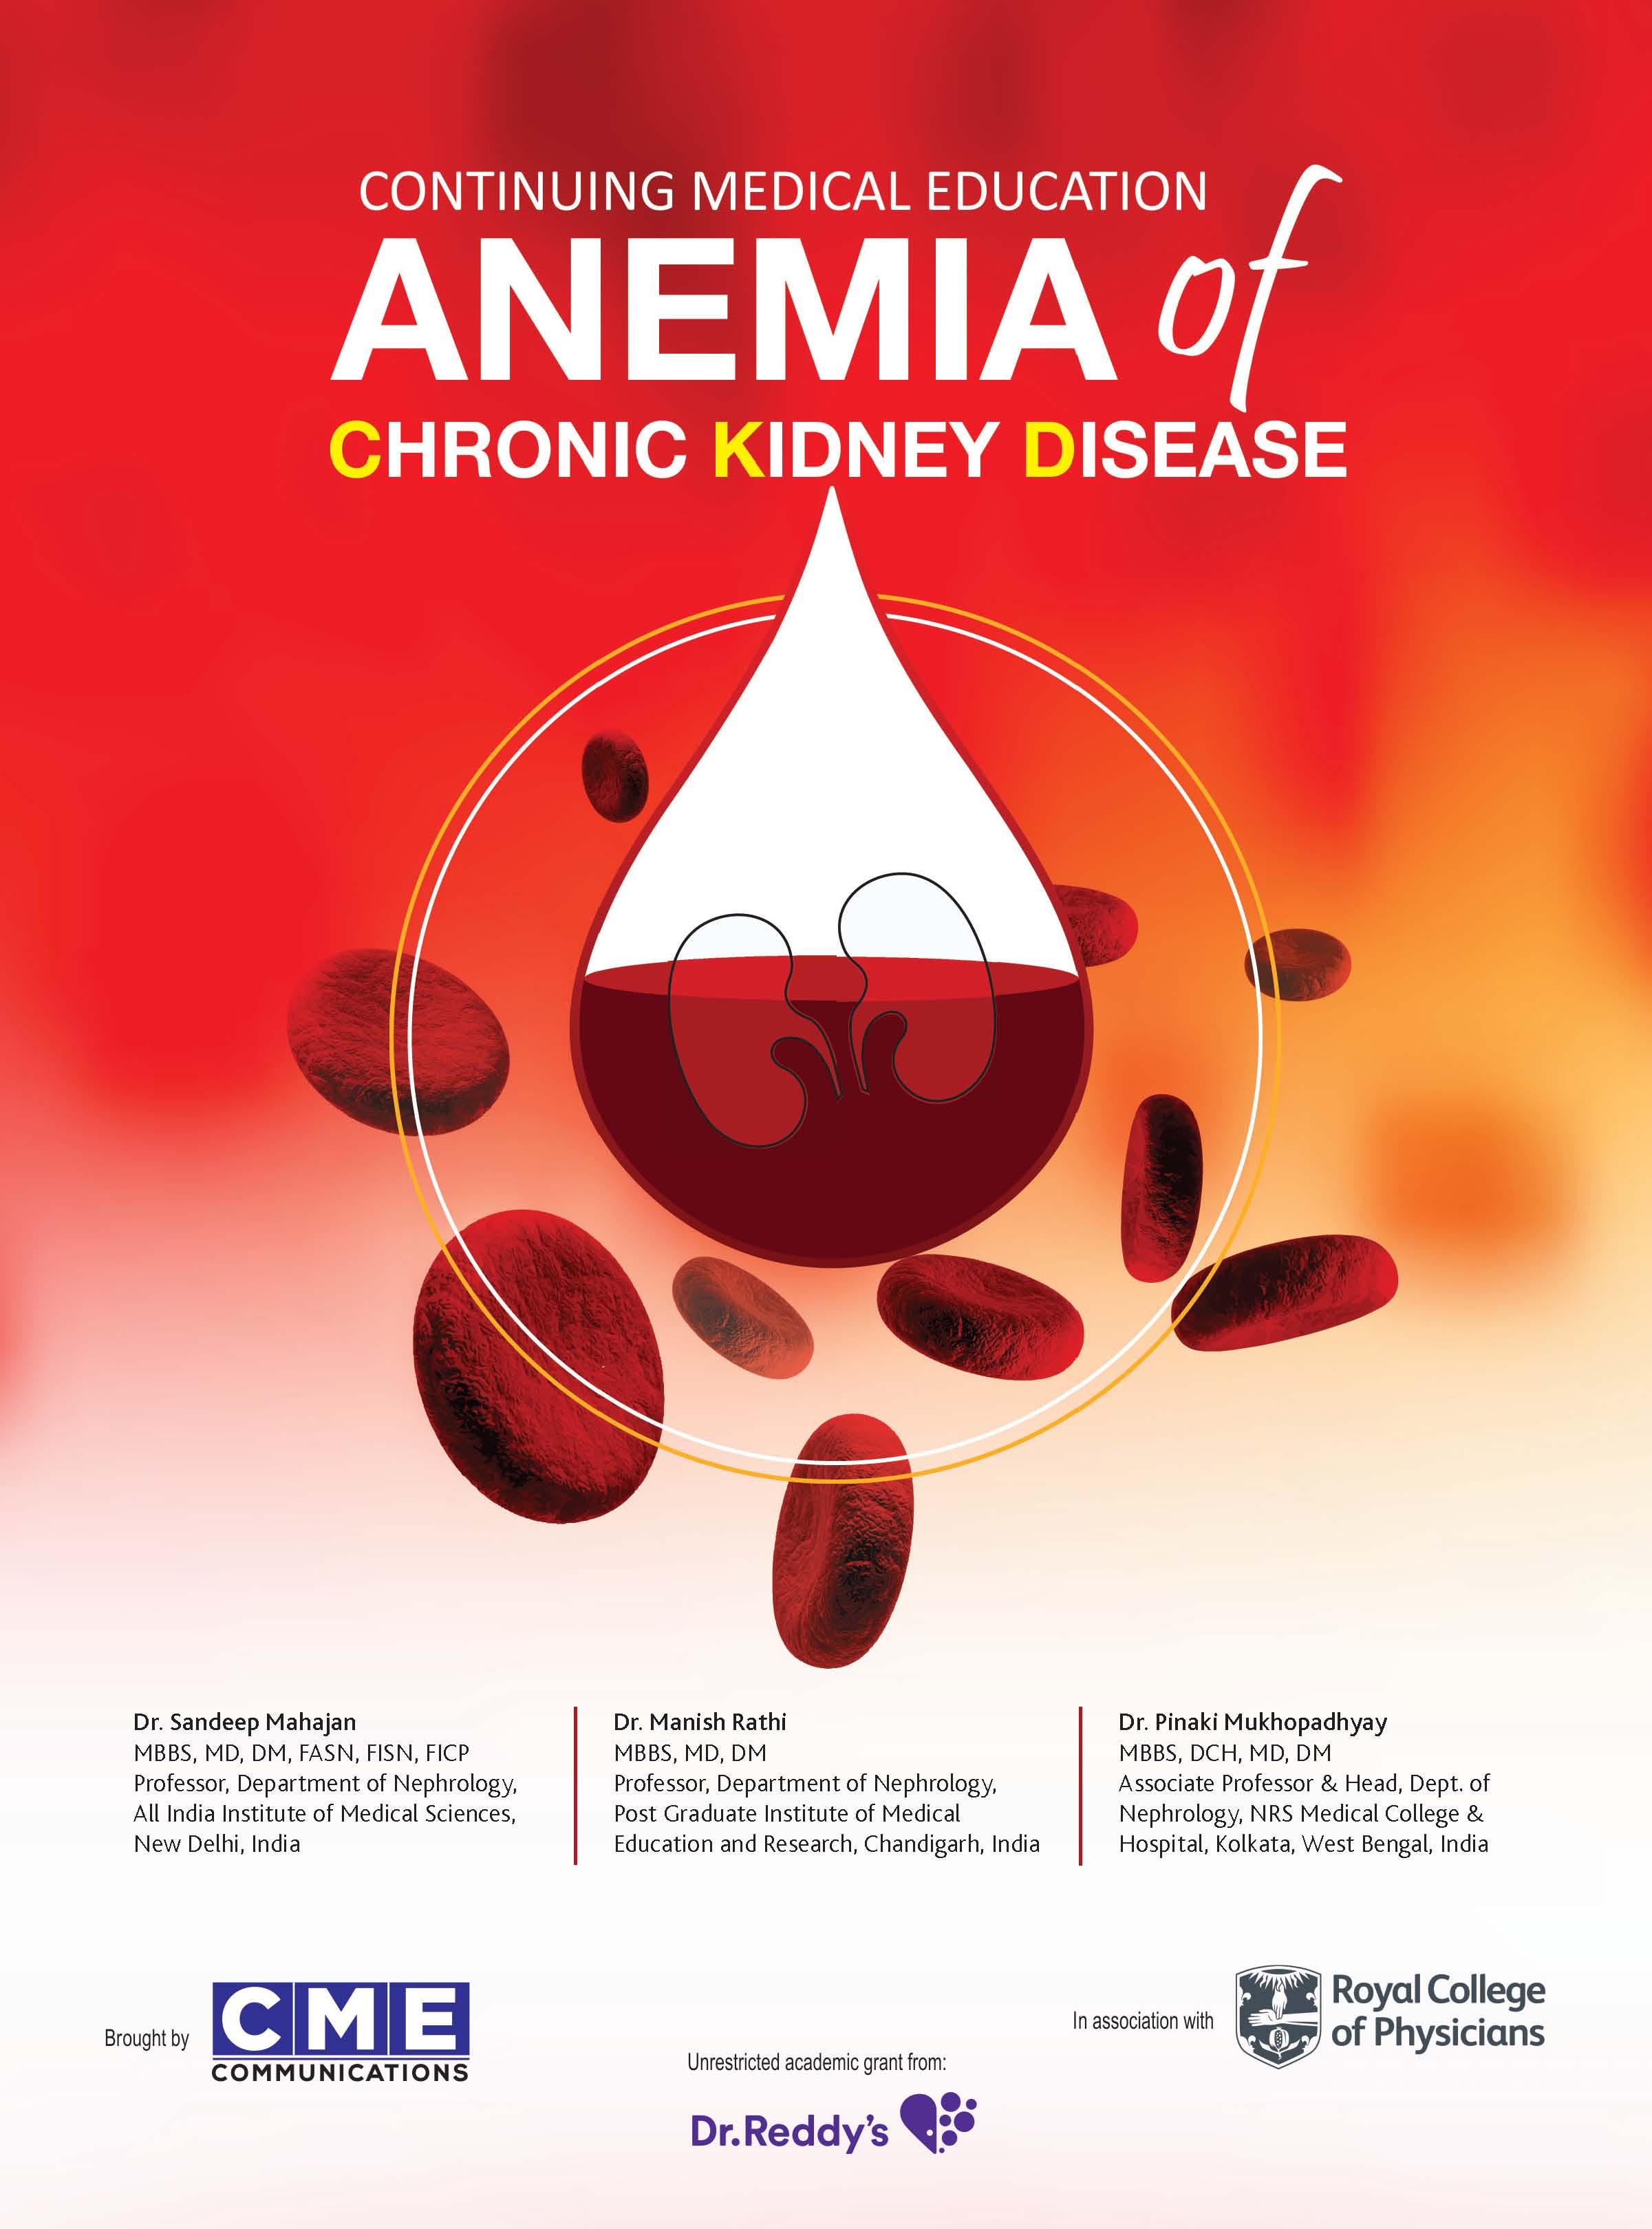 CONTINUING MEDICAL EDUCATION
ANEMIA of
CHRONIC KIDNEY DISEASE
Dr. Sandeep Mahajan
MBBS, MD, DM, FASN, FISN, FICP
Professor, Department of Nephrology,
All India Institute of Medical Sciences,
New Delhi, India
Dr. Manish Rathi
MBBS, MD, DM
Professor, Department of Nephrology,
Post Graduate Institute of Medical
Education and Research, Chandigarh, India
Dr. Pinaki Mukhopadhyay
MBBS, DCH, MD, DM
Associate Professor & Head, Dept. of
Nephrology, NRS Medical College &
Hospital, Kolkata, West Bengal, India
Brought by
CME
COMMUNICATIONS
Unrestricted academic grant from:
Dr.Reddy's
In association with
Royal College
of Physicians